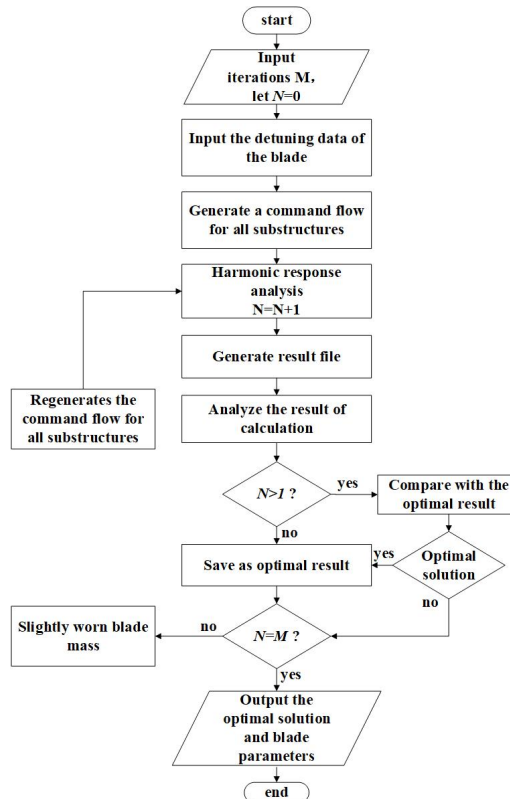 start
Input
iterations M,
let N=0
Input the detuning data of
the blade
Generate a command flow
for all substructures
Harmonic response
analysis
N=N+1
Generate result file
Regenerates the
command flow for
all substructures
Analyze the result of
calculation
N>1 ?
yes
Compare with the
optimal result
no
Save as optimal result
yes
Optimal
solution
no
Slightly worn blade
mass
no
N=M ?
yes
Output the
optimal solution
and blade
parameters
end